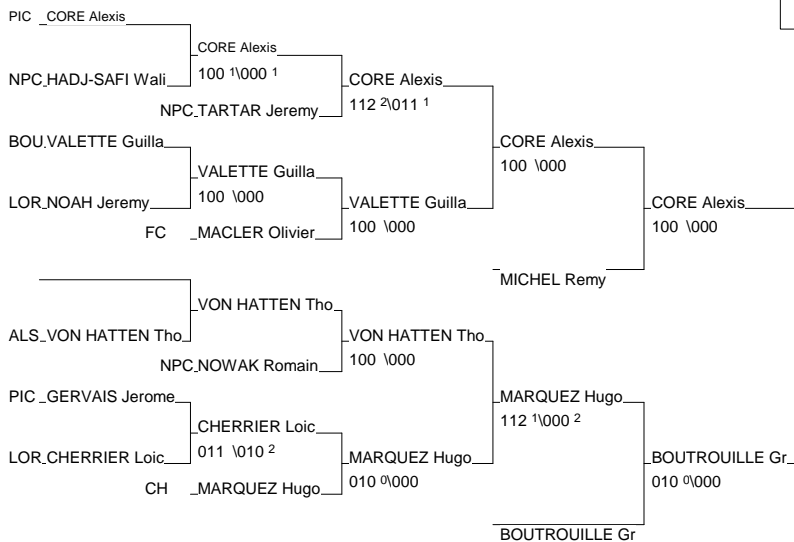 PIC CORE Alexis
CORE Alexis
NPC HADJ-SAFI Wali 100 1\000 1 CORE Alexis
NPC TARTAR Jeremy 112 2\011 1
BOU VALETTE Guilla CORE Alexis
VALETTE Guilla 100 \000
LOR NOAH Jeremy 100 \000 VALETTE Guilla CORE Alexis
FC MACLER Olivier 100 \000 100 \000
MICHEL Remy
VON HATTEN Tho
ALS VON HATTEN Tho VON HATTEN Tho
NPC NOWAK Romain 100 \000
PIC GERVAIS Jerome MARQUEZ Hugo
CHERRIER Loic 112 1\000 2
LOR CHERRIER Loic 011 \010 2 MARQUEZ Hugo BOUTROUILLE Gr
CH MARQUEZ Hugo 010 0\000 010 0\000
BOUTROUILLE Gr